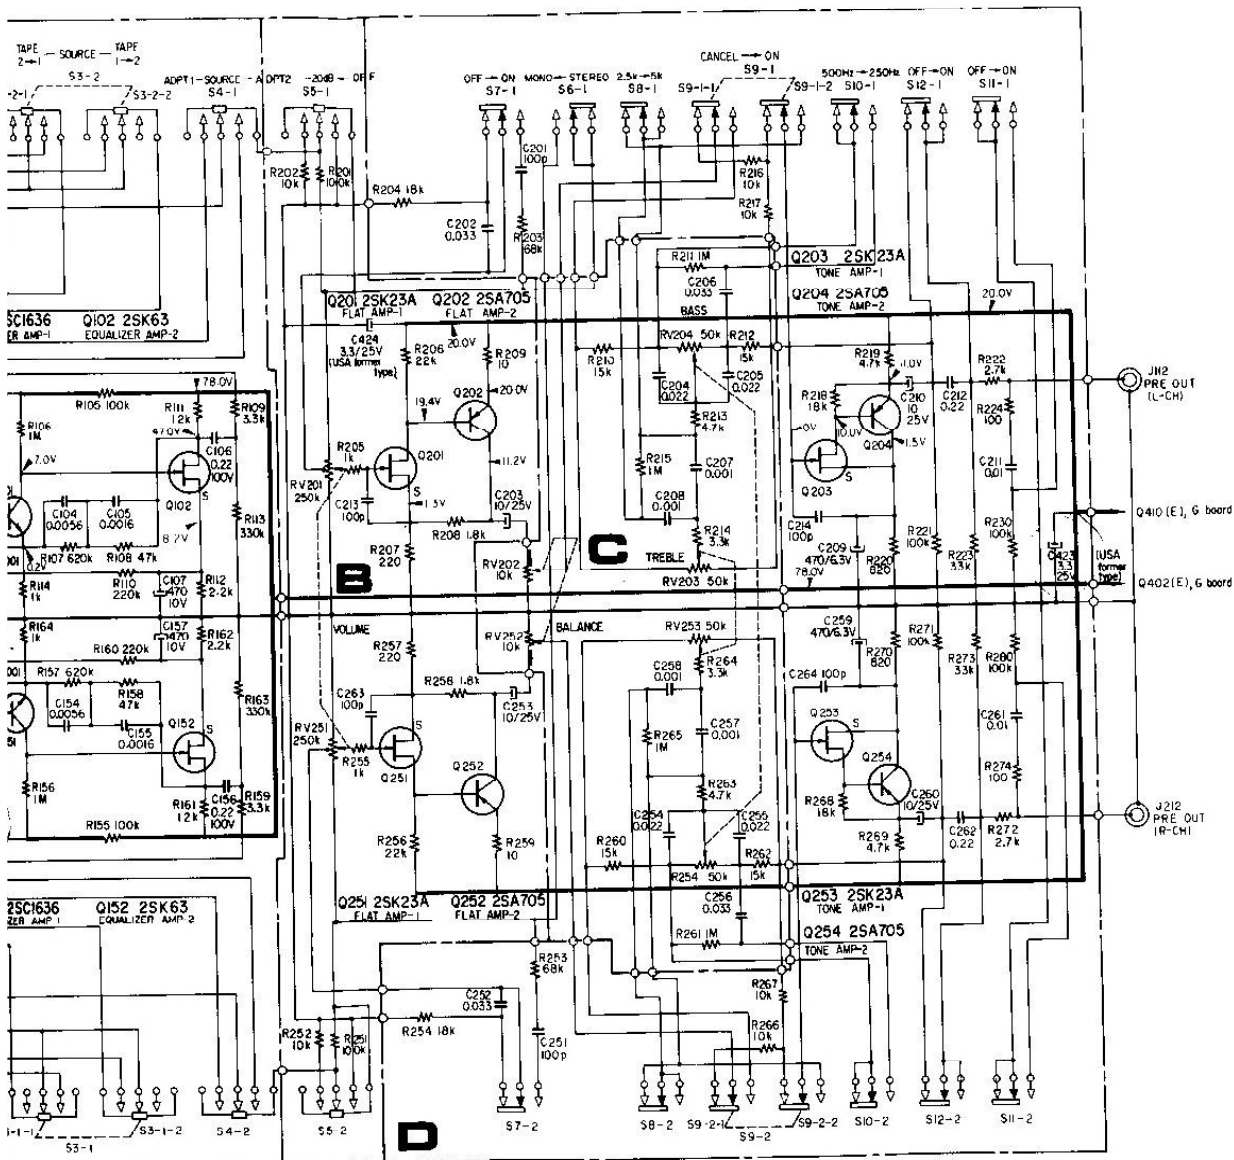 TAPE
2→1
SOURCE
TAPE
1→2
S3-2
-2-1
S3-2-2
ADPT1-SOURCE-ADPT2
S4-1
-20dB - OFF
S5-1
OFF→ON
S7-1
MONO↔STEREO
S6-1
2.5k→5k
S8-1
CANCEL→ON
S9-1
S9-1-1
S9-1-2
500Hz→250Hz
S10-1
OFF→ON
S12-1
OFF→ON
S11-1
R202
10k
R201
100k
R204 18k
C201
100p
C202
0.033
R203
68k
R216
10k
R217
10k
R211 1M
C206
0.033
Q203 2SK23A
TONE AMP-1
Q204 2SA705
TONE AMP-2
20.0V
SC1636
ER AMP-1
Q102 2SK63
EQUALIZER AMP-2
Q201 2SK23A
FLAT AMP-1
Q202 2SA705
FLAT AMP-2
C424
3.3/25V
(USA former
type)
20.0V
R206
22k
R209
10
BASS
R210
15k
RV204 50k
R212
15k
C204
0.022
C205
0.022
R213
4.7k
R219
4.7k
R218
18k
C210
10
25V
C212
0.22
R222
2.7k
R224
100
J112
PRE OUT
(L-CH)
78.0V
R105 100k
R106
1M
R111
12k
R109
3.3k
47.0V
C106
0.22
100V
7.0V
Q102
S
C104
0.0056
C105
0.0016
8.2V
R107 620k
R108 47k
R113
330k
0.2V
R114
1k
R110
220k
C107
470
10V
R112
2.2k
Q202
20.0V
19.4V
11.2V
R205
1k
RV201
250k
C213
100p
Q201
S
1.3V
R208 1.8k
C203
10/25V
R207
220
RV202
10k
R215
1M
C207
0.001
C208
0.001
R214
3.3k
TREBLE
RV203 50k
C
10.0V
Q203
S
Q204
1.5V
C214
100p
C209
470/6.3V
R220
820
78.0V
R221
100k
R223
33k
C211
0.01
R230
100k
C423
3.3
25V
(USA
former
type)
Q410(E), G board
Q402(E), G board
B
VOLUME
BALANCE
R164
1k
C157
470
10V
R162
2.2k
R160 220k
R157 620k
R158
47k
C154
0.0056
C155
0.0016
Q152
S
R163
330k
R156
1M
R161
12k
C156
0.22
100V
R159
3.3k
R155 100k
R257
220
R258 1.8k
C263
100p
C253
10/25V
RV252
10k
RV251
250k
R255
1k
Q251
S
Q252
R256
22k
R259
10
RV253 50k
C258
0.001
R264
3.3k
C257
0.001
R265
1M
R263
4.7k
C254
0.022
C255
0.022
R260
15k
R254 50k
R262
15k
C256
0.033
R261 1M
C259
470/6.3V
R270
820
C264 100p
Q253
S
Q254
R268
18k
C260
10/25V
R269
4.7k
R271
100k
R273
33k
R280
100k
C261
0.01
R274
100
C262
0.22
R272
2.7k
J212
PRE OUT
(R-CH)
2SC1636
ZER AMP 1
Q152 2SK63
EQUALIZER AMP 2
Q251 2SK23A
FLAT AMP-1
Q252 2SA705
FLAT AMP-2
Q253 2SK23A
TONE AMP-1
Q254 2SA705
TONE AMP-2
R252
10k
R251
100k
R254 18k
C252
0.033
R253
68k
C251
100p
R267
10k
R266
10k
S3-1
S3-1-2
S4-2
S5-2
D
S7-2
S8-2
S9-2-1
S9-2
S9-2-2
S10-2
S12-2
S11-2